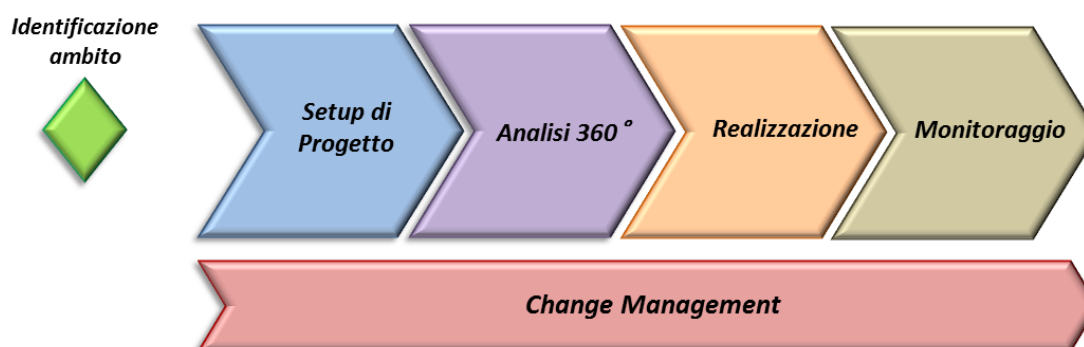 Identificazione
ambito
Setup di
Progetto
Analisi 360°
Realizzazione
Monitoraggio
Change Management